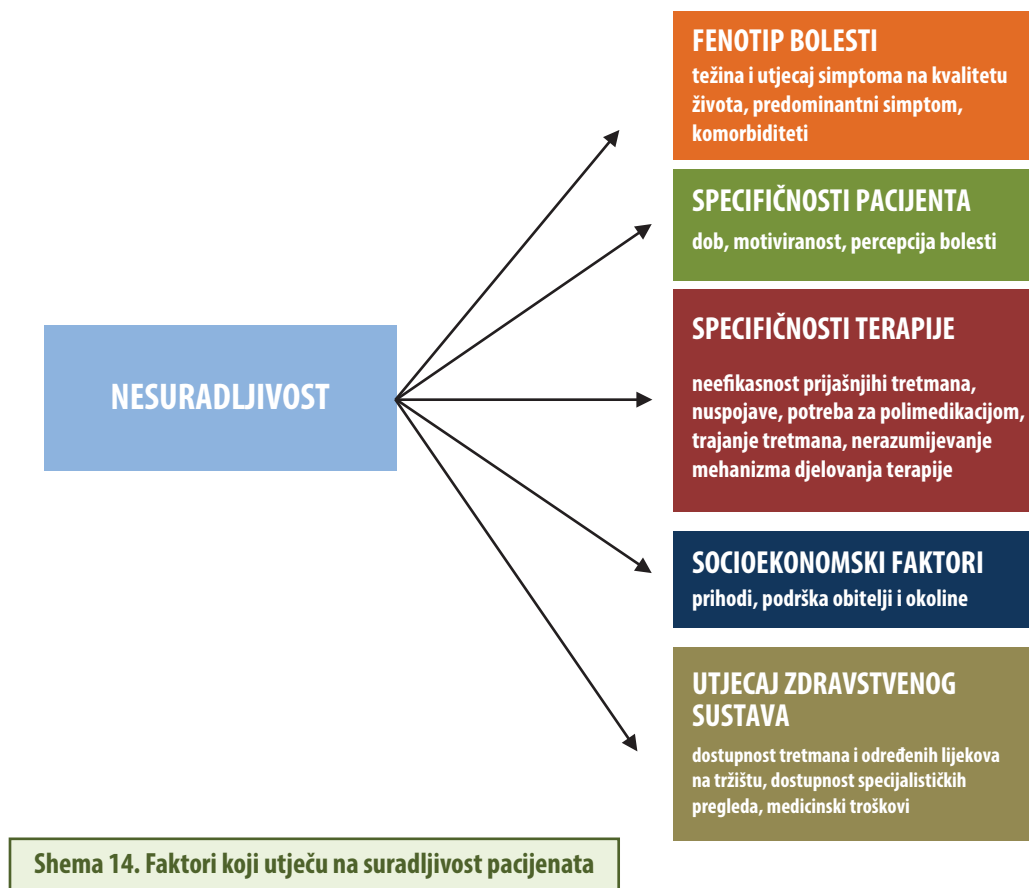 FENOTIP BOLESTI
težina i utjecaj simptoma na kvalitetu
života, predominantni simptom,
komorbiditeti
SPECIFIČNOSTI PACIJENTA
dob, motiviranost, percepcija bolesti
SPECIFIČNOSTI TERAPIJE
neefikasnost prijašnjihi tretmana,
nuspojave, potreba za polimedikacijom,
trajanje tretmana, nerazumijevanje
mehanizma djelovanja terapije
NESURADLJIVOST
SOCIOEKONOMSKI FAKTORI
prihodi, podrška obitelji i okoline
UTJECAJ ZDRAVSTVENOG
SUSTAVA
dostupnost tretmana i određenih lijekova
na tržištu, dostupnost specijalističkih
pregleda, medicinski troškovi
Shema 14. Faktori koji utječu na suradljivost pacijenata